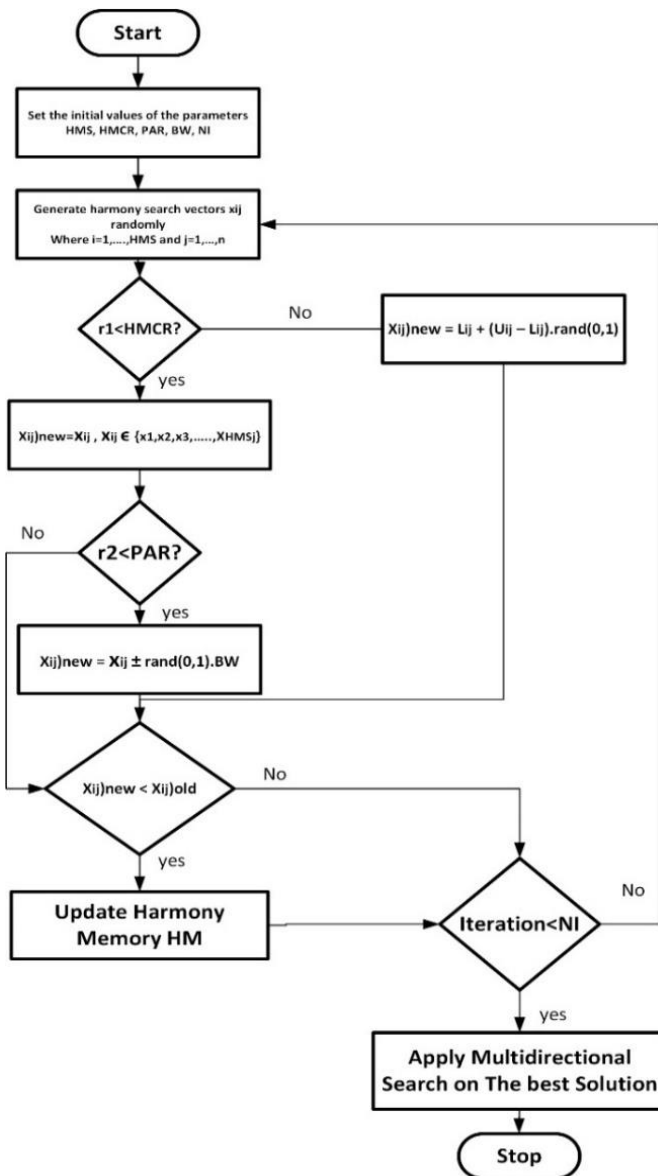 Start
Set the initial values of the parameters
HMS, HMCR, PAR, BW, NI
Generate harmony search vectors xij
randomly
Where i=1,....,HMS and j=1,...,n
r1<HMCR?
No
Xij)new = Lij + (Uij – Lij).rand(0,1)
yes
Xij)new=Xij , Xij ∈ {x1,x2,x3,.....,XHMSj}
No
r2<PAR?
yes
Xij)new = Xij ± rand(0,1).BW
Xij)new < Xij)old
No
yes
Update Harmony
Memory HM
Iteration<NI
No
yes
Apply Multidirectional
Search on The best Solution
Stop